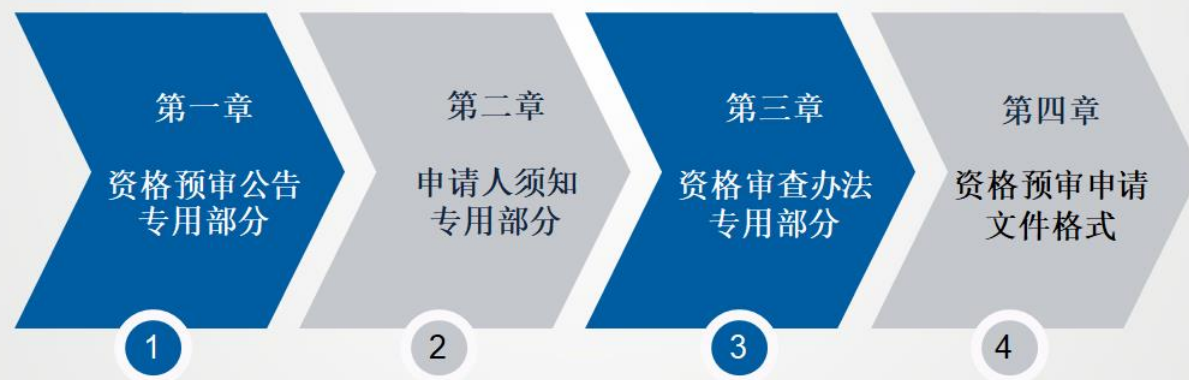 第一章
资格预审公告
专用部分
1
第二章
申请人须知
专用部分
2
第三章
资格审查办法
专用部分
3
第四章
资格预审申请
文件格式
4